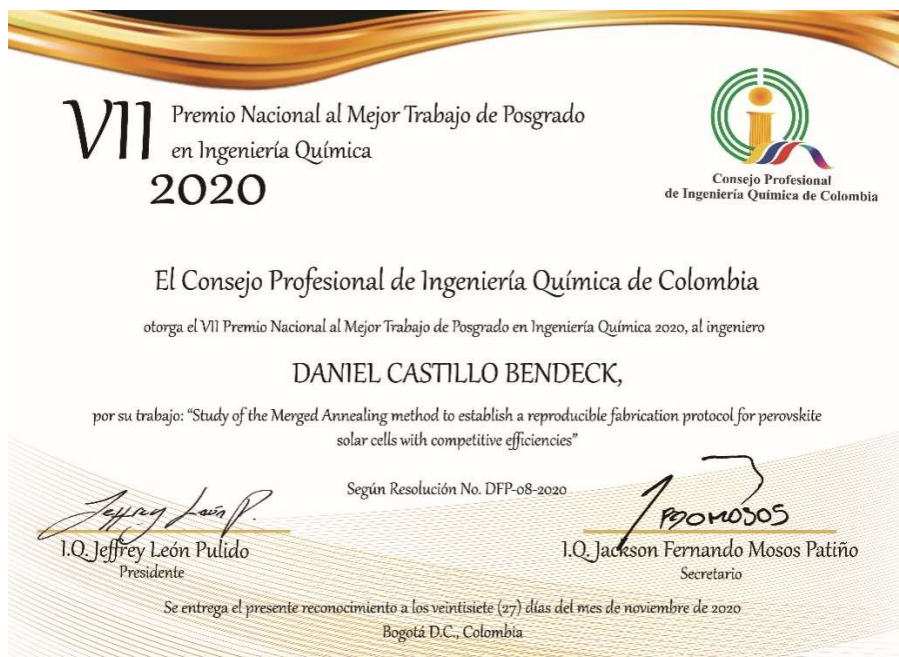 VII Premio Nacional al Mejor Trabajo de Posgrado
en Ingeniería Química
2020
Consejo Profesional
de Ingeniería Química de Colombia
El Consejo Profesional de Ingeniería Química de Colombia
otorga el VII Premio Nacional al Mejor Trabajo de Posgrado en Ingeniería Química 2020, al ingeniero
DANIEL CASTILLO BENDECK,
por su trabajo: “Study of the Merged Annealing method to establish a reproducible fabrication protocol for perovskite
solar cells with competitive efficiencies”
Según Resolución No. DFP-08-2020
Jeffrey León P.
I.Q. Jeffrey León Pulido
Presidente
I.Q. Jackson Fernando Mosos Patiño
Secretario
Se entrega el presente reconocimiento a los veintisiete (27) días del mes de noviembre de 2020
Bogotá D.C., Colombia